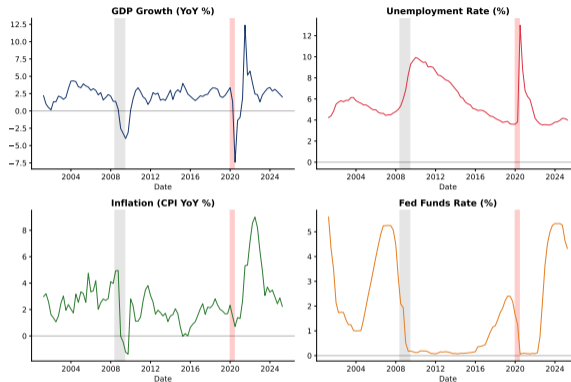 GDP Growth (YoY %)
12.5
10.0
7.5
5.0
2.5
0.0
−2.5
−5.0
−7.5
2004 2008 2012 2016 2020 2024
Date
Unemployment Rate (%)
12
10
8
6
4
2
0
2004 2008 2012 2016 2020 2024
Date
Inflation (CPI YoY %)
8
6
4
2
0
2004 2008 2012 2016 2020 2024
Date
Fed Funds Rate (%)
5
4
3
2
1
0
2004 2008 2012 2016 2020 2024
Date